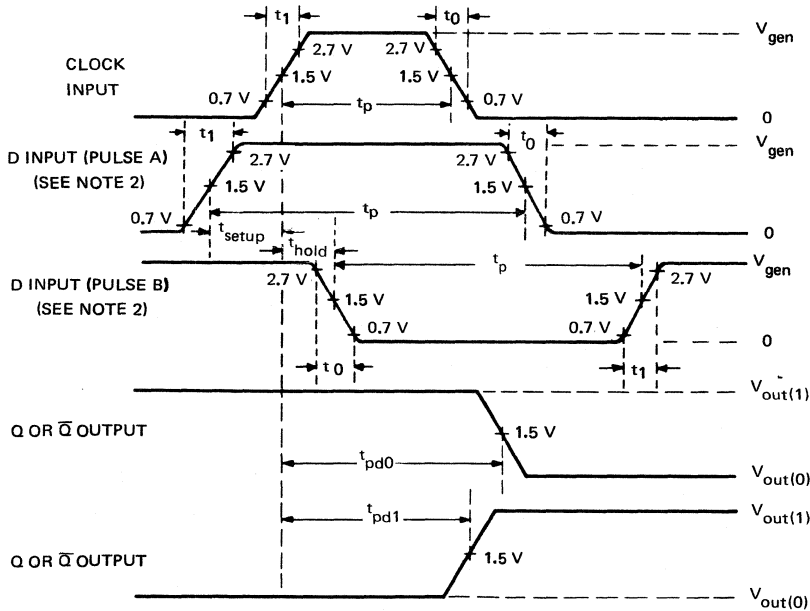 t1 t0 Vgen
2.7 V 2.7 V
CLOCK
INPUT
1.5 V 1.5 V
0.7 V tp 0.7 V
0
t1 t0 Vgen
D INPUT (PULSE A)
(SEE NOTE 2)
2.7 V 2.7 V
1.5 V 1.5 V
0.7 V tp 0.7 V
tsetup 0
thold
tp Vgen
D INPUT (PULSE B)
(SEE NOTE 2)
2.7 V 2.7 V
1.5 V 1.5 V
0.7 V 0.7 V
0
t0 t1
Vout(1)
Q OR Q̅ OUTPUT
1.5 V
tpd0
Vout(0)
Vout(1)
tpd1
Q OR Q̅ OUTPUT
1.5 V
Vout(0)